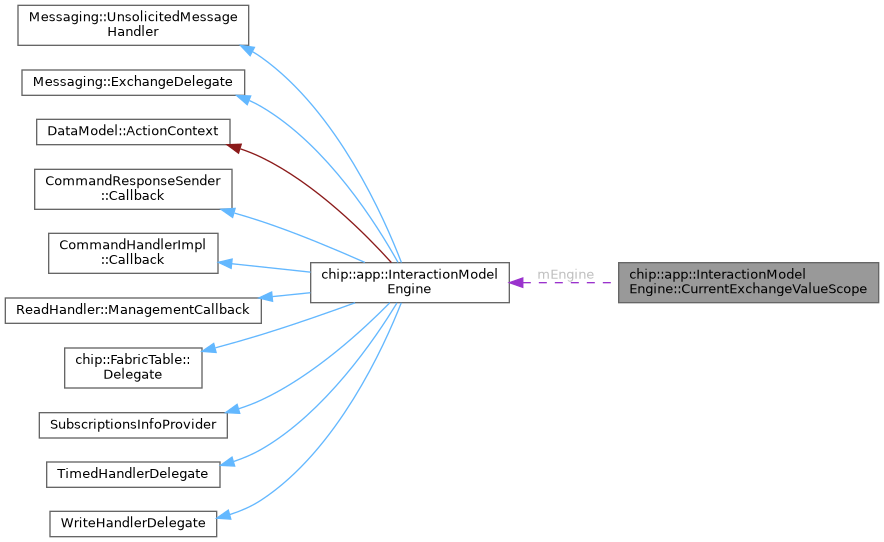 Messaging::UnsolicitedMessage
Handler
Messaging::ExchangeDelegate
DataModel::ActionContext
CommandResponseSender
::Callback
CommandHandlerImpl
::Callback
ReadHandler::ManagementCallback
chip::FabricTable::
Delegate
SubscriptionsInfoProvider
TimedHandlerDelegate
WriteHandlerDelegate
chip::app::InteractionModel
Engine
mEngine
chip::app::InteractionModel
Engine::CurrentExchangeValueScope